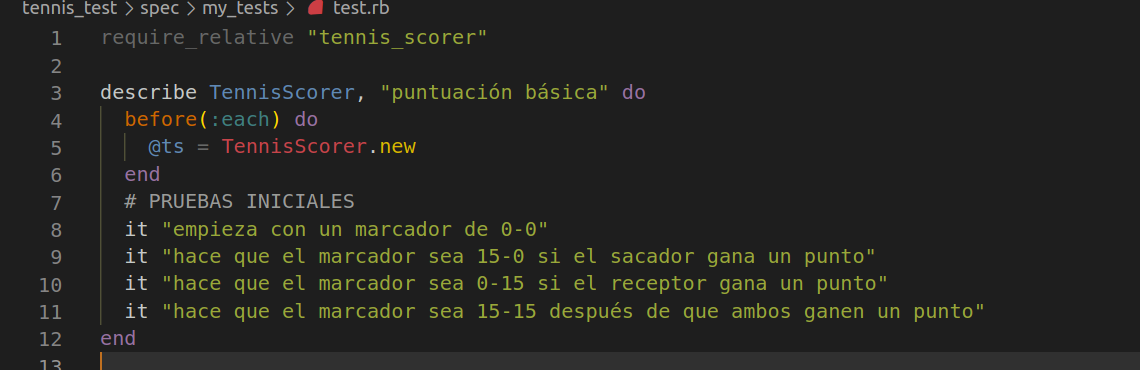 tennis_test > spec > my_tests > test.rb
1 require_relative "tennis_scorer"
2
3 describe TennisScorer, "puntuación básica" do
4 before(:each) do
5 @ts = TennisScorer.new
6 end
7 # PRUEBAS INICIALES
8 it "empieza con un marcador de 0-0"
9 it "hace que el marcador sea 15-0 si el sacador gana un punto"
10 it "hace que el marcador sea 0-15 si el receptor gana un punto"
11 it "hace que el marcador sea 15-15 después de que ambos ganen un punto"
12 end
13